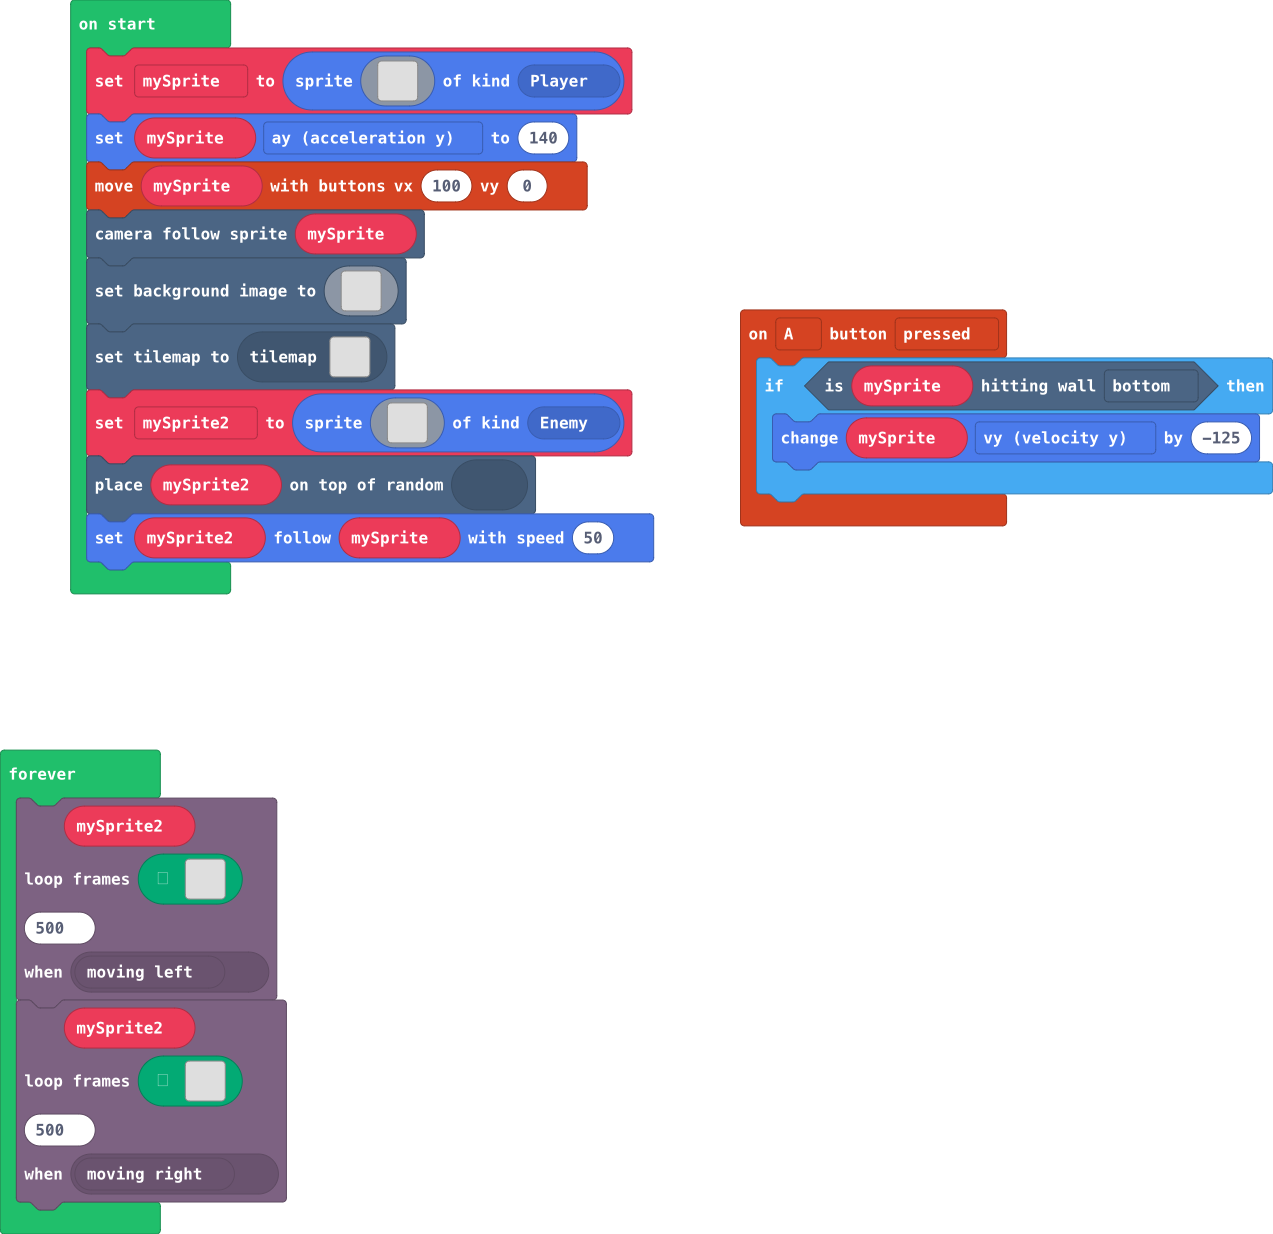 on start
set mySprite to sprite of kind Player
set mySprite ay (acceleration y) to 140
move mySprite with buttons vx 100 vy 0
camera follow sprite mySprite
set background image to
set tilemap to tilemap
set mySprite2 to sprite of kind Enemy
place mySprite2 on top of random
set mySprite2 follow mySprite with speed 50
on A button pressed
if is mySprite hitting wall bottom then
change mySprite vy (velocity y) by −125
forever
mySprite2
loop frames
500
when moving left
mySprite2
loop frames
500
when moving right